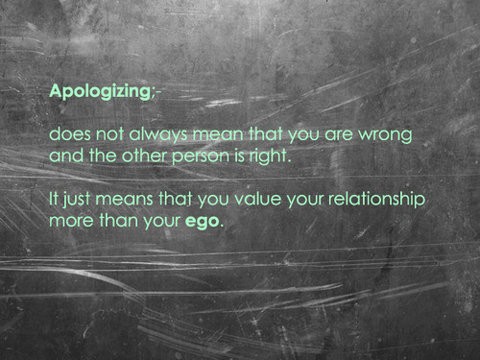 Apologizing;-
does not always mean that you are wrong
and the other person is right.
It just means that you value your relationship
more than your ego.